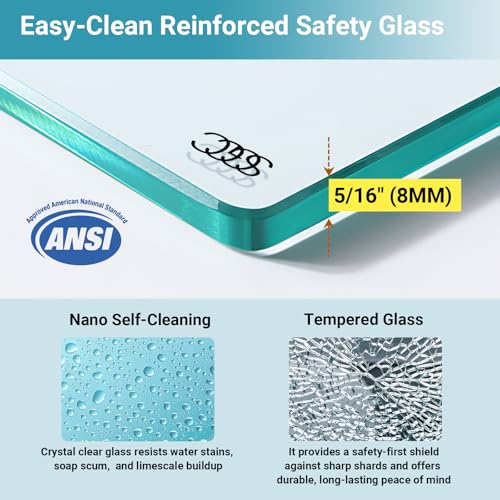 Easy-Clean Reinforced Safety Glass
5/16" (8MM)
Approved American National Standard
ANSI
Nano Self-Cleaning
Tempered Glass
Crystal clear glass resists water stains,
soap scum, and limescale buildup
It provides a safety-first shield
against sharp shards and offers
durable, long-lasting peace of mind